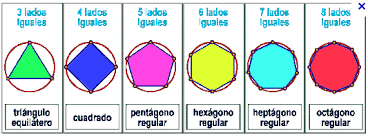 3 lados
Iguales
4 lados
Iguales
5 lados
Iguales
6 lados
Iguales
7 lados
Iguales
8 lados
Iguales
triángulo
equilátero
cuadrado
pentágono
regular
hexágono
regular
heptágono
regular
octágono
regular